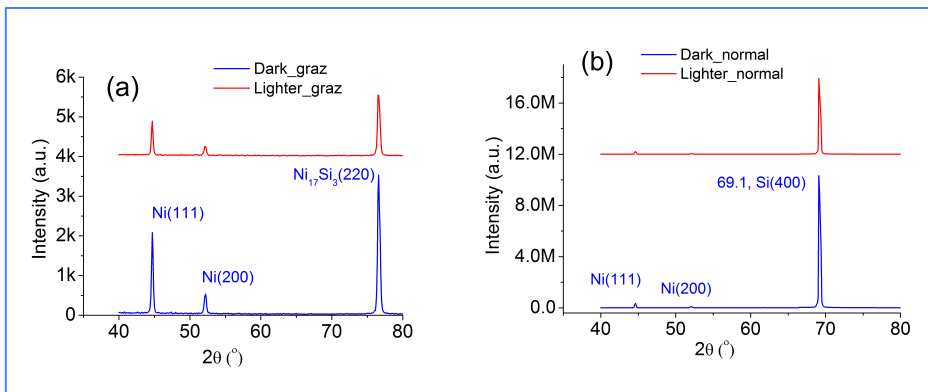 (a)
Dark_graz
Lighter_graz
6k
5k
4k
3k
2k
1k
0
Intensity (a.u.)
Ni(111)
Ni(200)
Ni₁₇Si₃(220)
40 50 60 70 80
2θ (°)
(b)
Dark_normal
Lighter_normal
16.0M
12.0M
8.0M
4.0M
0.0
Intensity (a.u.)
69.1, Si(400)
Ni(111)
Ni(200)
40 50 60 70 80
2θ (°)